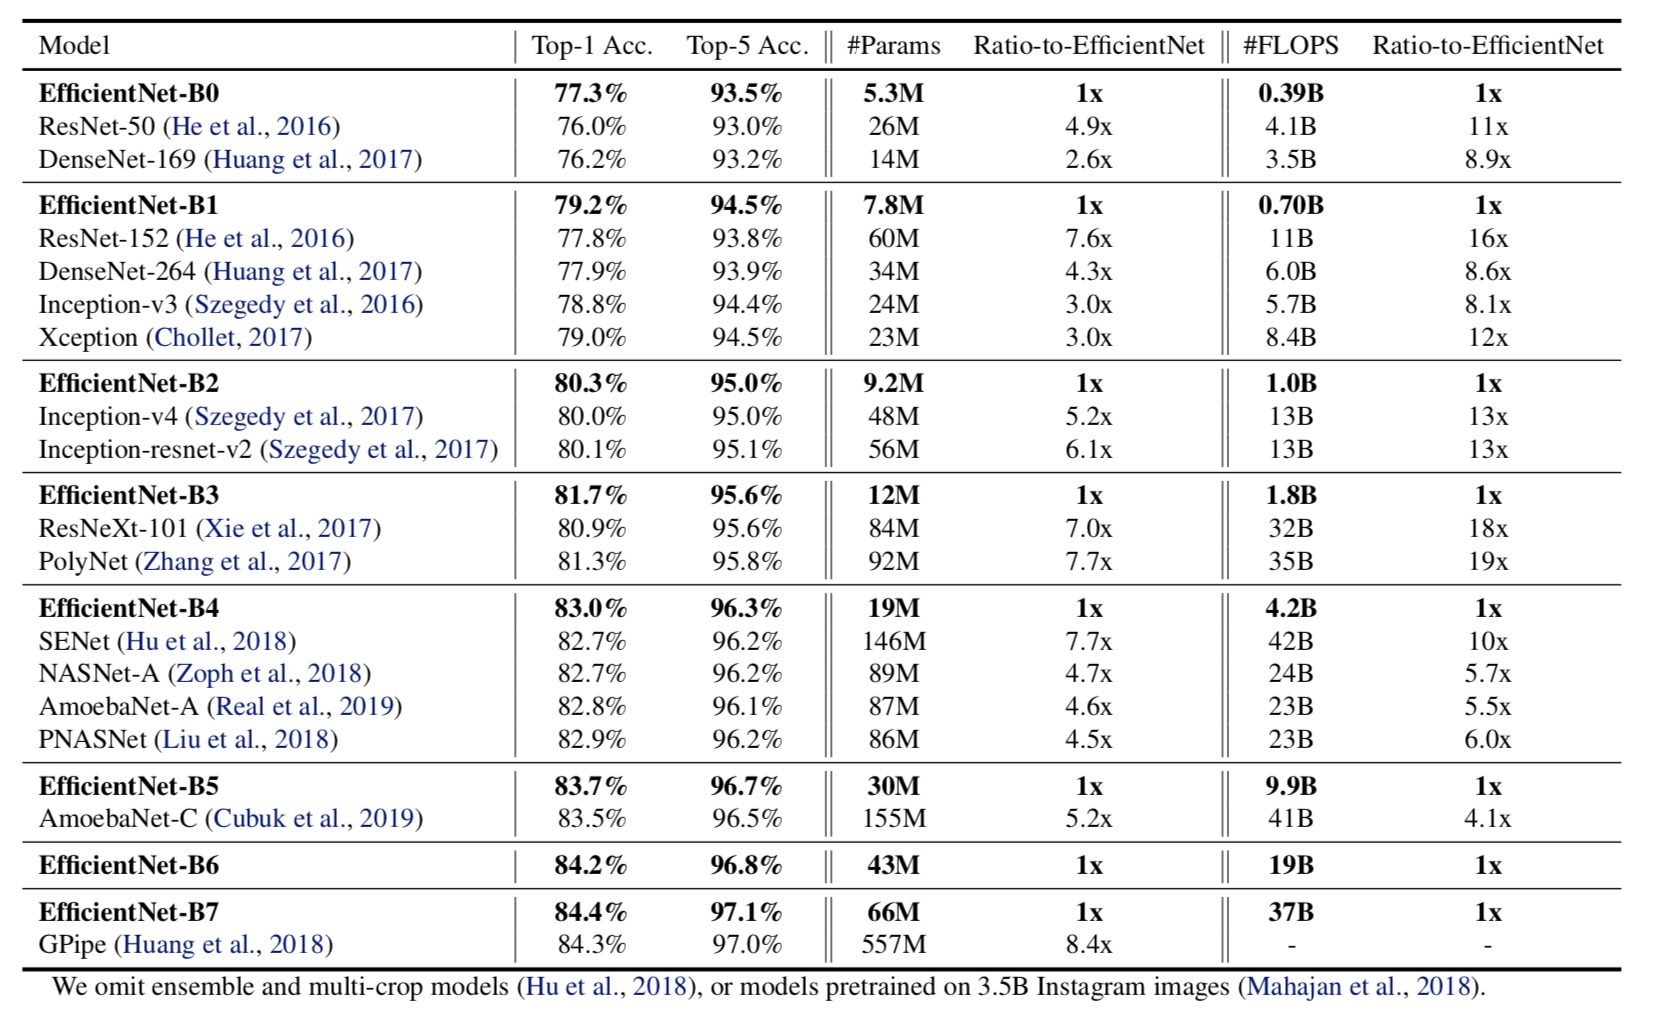 Model Top-1 Acc. Top-5 Acc. #Params Ratio-to-EfficientNet #FLOPS Ratio-to-EfficientNet
EfficientNet-B0 77.3% 93.5% 5.3M 1x 0.39B 1x
ResNet-50 (He et al., 2016) 76.0% 93.0% 26M 4.9x 4.1B 11x
DenseNet-169 (Huang et al., 2017) 76.2% 93.2% 14M 2.6x 3.5B 8.9x
EfficientNet-B1 79.2% 94.5% 7.8M 1x 0.70B 1x
ResNet-152 (He et al., 2016) 77.8% 93.8% 60M 7.6x 11B 16x
DenseNet-264 (Huang et al., 2017) 77.9% 93.9% 34M 4.3x 6.0B 8.6x
Inception-v3 (Szegedy et al., 2016) 78.8% 94.4% 24M 3.0x 5.7B 8.1x
Xception (Chollet, 2017) 79.0% 94.5% 23M 3.0x 8.4B 12x
EfficientNet-B2 80.3% 95.0% 9.2M 1x 1.0B 1x
Inception-v4 (Szegedy et al., 2017) 80.0% 95.0% 48M 5.2x 13B 13x
Inception-resnet-v2 (Szegedy et al., 2017) 80.1% 95.1% 56M 6.1x 13B 13x
EfficientNet-B3 81.7% 95.6% 12M 1x 1.8B 1x
ResNeXt-101 (Xie et al., 2017) 80.9% 95.6% 84M 7.0x 32B 18x
PolyNet (Zhang et al., 2017) 81.3% 95.8% 92M 7.7x 35B 19x
EfficientNet-B4 83.0% 96.3% 19M 1x 4.2B 1x
SENet (Hu et al., 2018) 82.7% 96.2% 146M 7.7x 42B 10x
NASNet-A (Zoph et al., 2018) 82.7% 96.2% 89M 4.7x 24B 5.7x
AmoebaNet-A (Real et al., 2019) 82.8% 96.1% 87M 4.6x 23B 5.5x
PNASNet (Liu et al., 2018) 82.9% 96.2% 86M 4.5x 23B 6.0x
EfficientNet-B5 83.7% 96.7% 30M 1x 9.9B 1x
AmoebaNet-C (Cubuk et al., 2019) 83.5% 96.5% 155M 5.2x 41B 4.1x
EfficientNet-B6 84.2% 96.8% 43M 1x 19B 1x
EfficientNet-B7 84.4% 97.1% 66M 1x 37B 1x
GPipe (Huang et al., 2018) 84.3% 97.0% 557M 8.4x - -
We omit ensemble and multi-crop models (Hu et al., 2018), or models pretrained on 3.5B Instagram images (Mahajan et al., 2018).